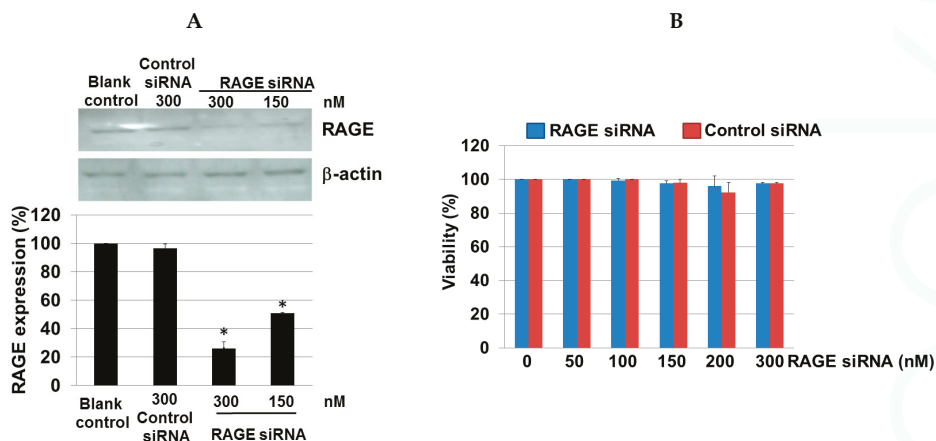 A
B
Blank
control
Control
siRNA
300
RAGE siRNA
300 150 nM
RAGE
β-actin
RAGE expression (%)
120
100
80
60
40
20
0
*
*
Blank
control
300
Control
siRNA
300 150 nM
RAGE siRNA
RAGE siRNA Control siRNA
Viability (%)
120
100
80
60
40
20
0
0 50 100 150 200 300 RAGE siRNA (nM)